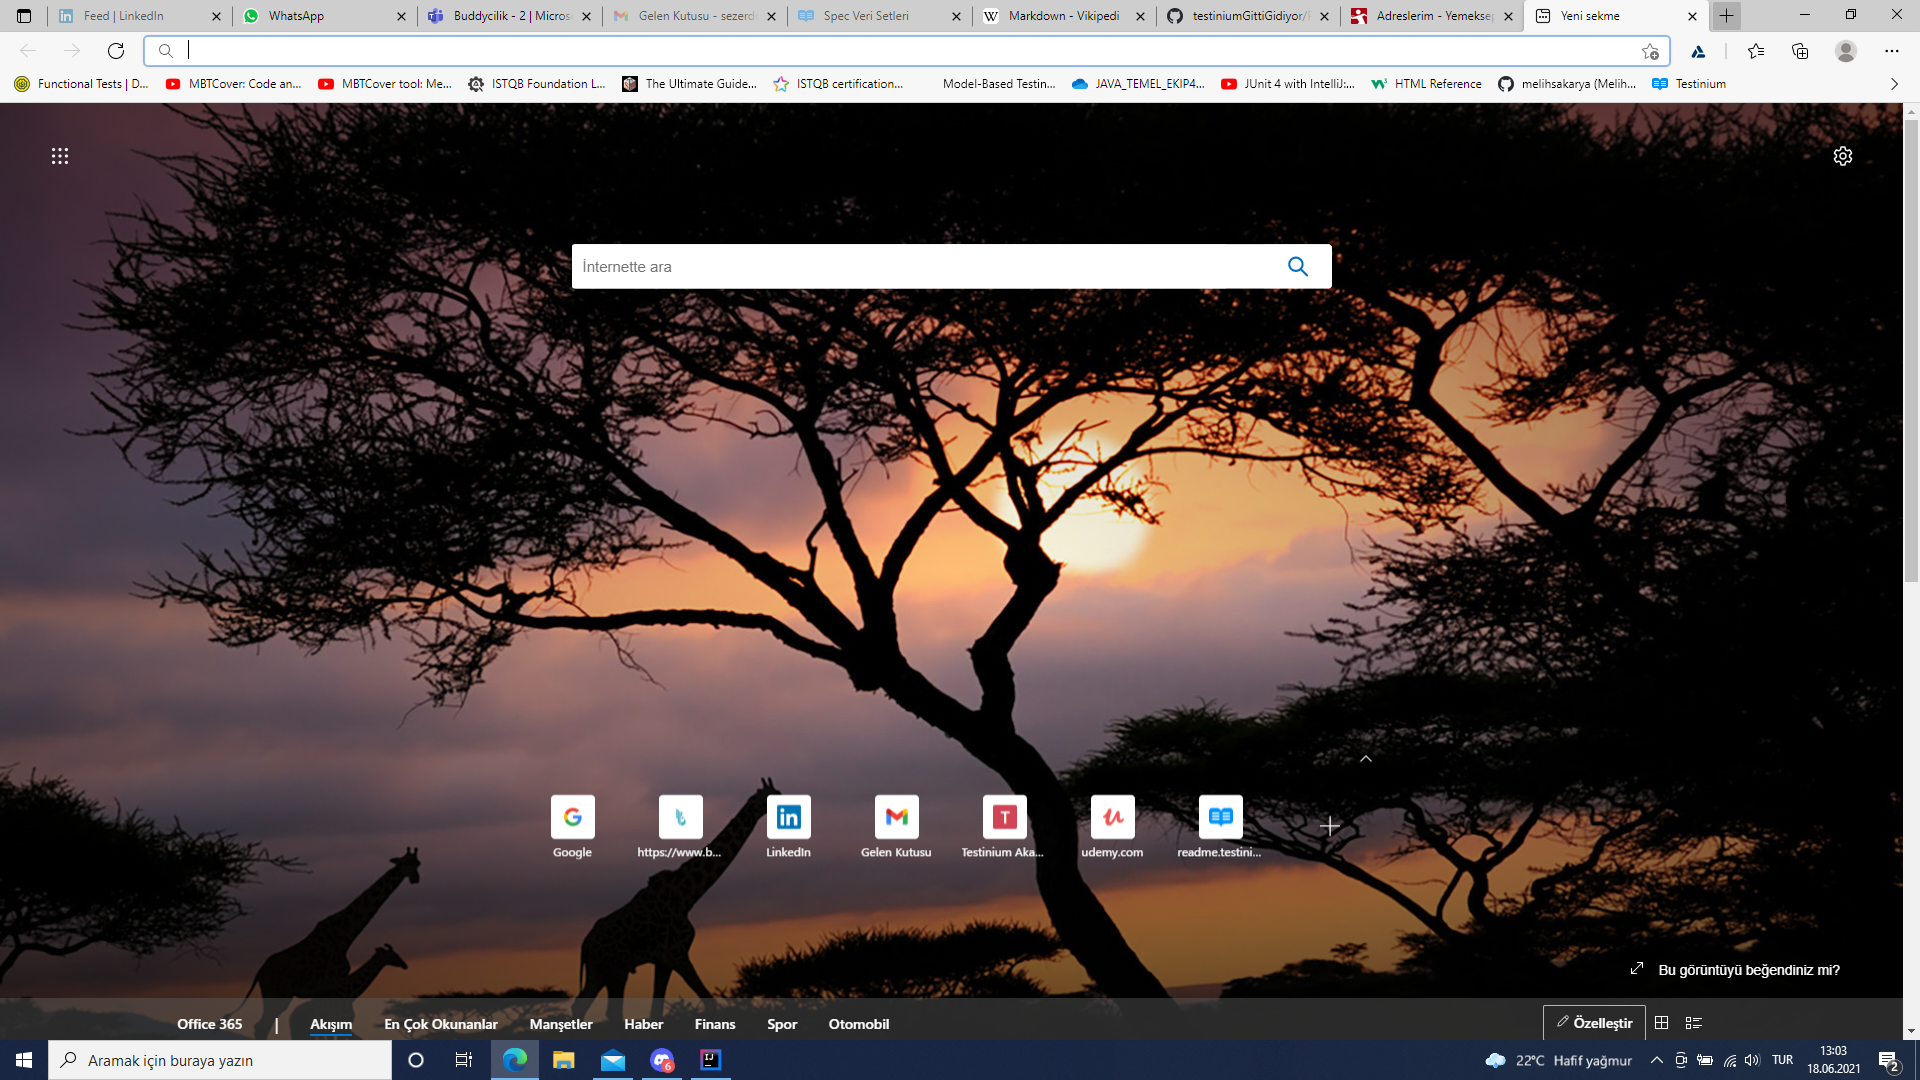 Feed | LinkedIn
WhatsApp
Buddycilik - 2 | Micros
Gelen Kutusu - sezerd
Spec Veri Setleri
Markdown - Vikipedi
testiniumGittiGidiyor/
Adreslerim - Yemeksep
Yeni sekme
Functional Tests | D...
MBTCover: Code an...
MBTCover tool: Me...
ISTQB Foundation L...
The Ultimate Guide...
ISTQB certification...
Model-Based Testin...
JAVA_TEMEL_EKIP4...
JUnit 4 with IntelliJ:...
HTML Reference
melihsakarya (Melih...
Testinium
İnternette ara
Google
https://www.b...
LinkedIn
Gelen Kutusu
Testinium Aka...
udemy.com
readme.testini...
Bu görüntüyü beğendiniz mi?
Office 365 | Akışım En Çok Okunanlar Manşetler Haber Finans Spor Otomobil
Özelleştir
Aramak için buraya yazın
6
22°C Hafif yağmur
TUR
13:03
18.06.2021
2